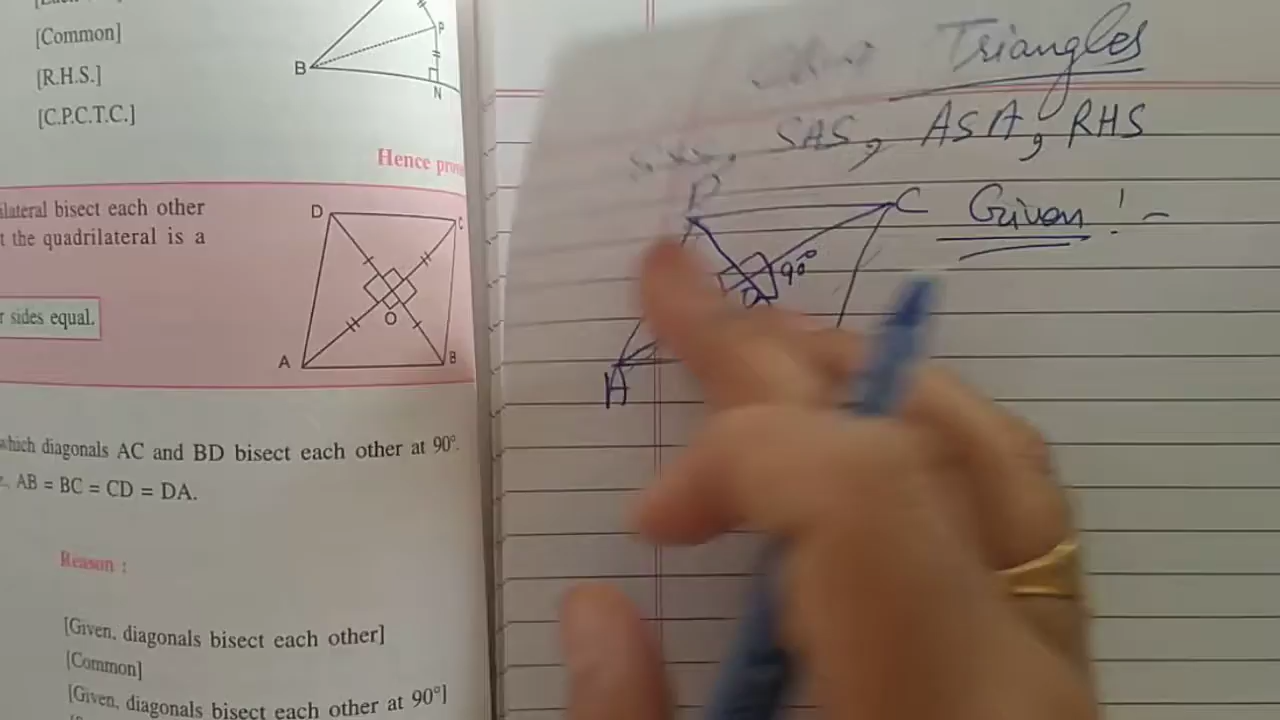 [Common]
P
B
[R.H.S.]
N
[C.P.C.T.C.]
Hence
ilateral bisect each other
t the quadrilateral is a
r sides equal.
D
C
O
A
B
which diagonals AC and BD bisect each other at 90°.
AB = BC = CD = DA.
Reason :
[Given, diagonals bisect each other]
[Common]
[Given, diagonals bisect each other at 90°]
Triangles
SAS, ASA, RHS
C
Given :-
90°
A